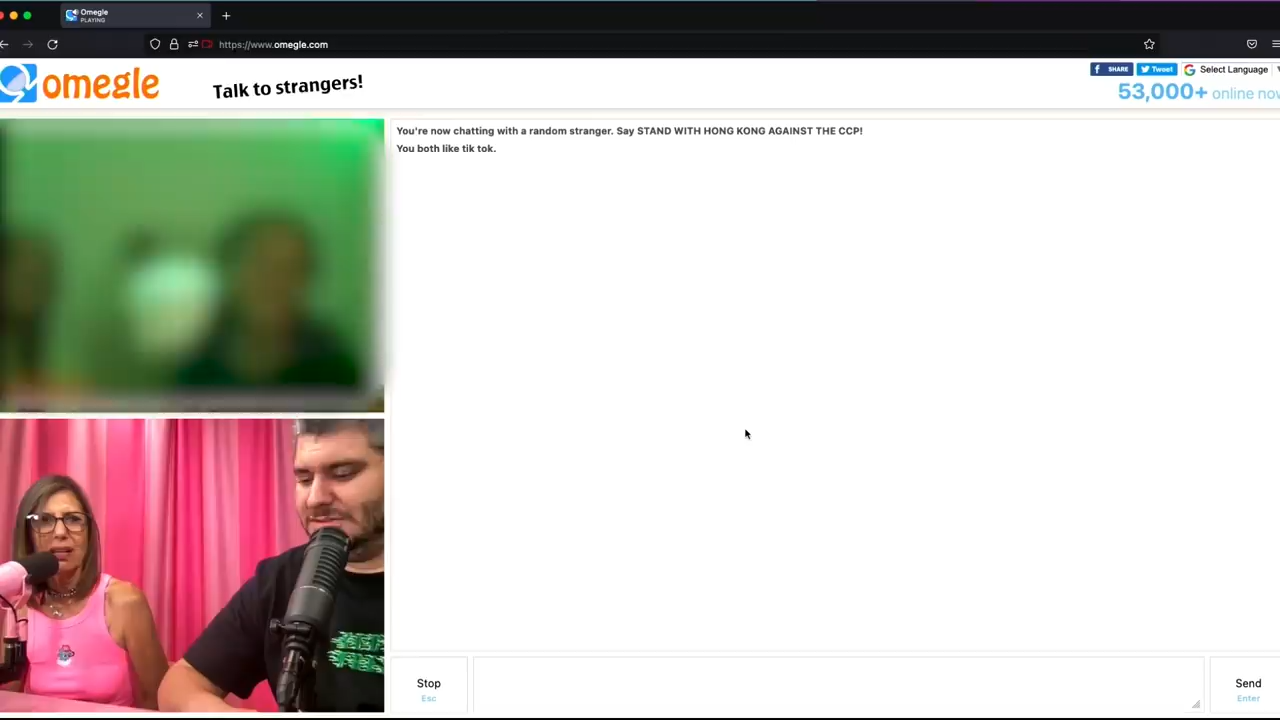 Omegle
PLAYING
https://www.omegle.com
omegle
Talk to strangers!
SHARE
Tweet
Select Language
53,000+ online now
You're now chatting with a random stranger. Say STAND WITH HONG KONG AGAINST THE CCP!
You both like tik tok.
Stop
Esc
Send
Enter